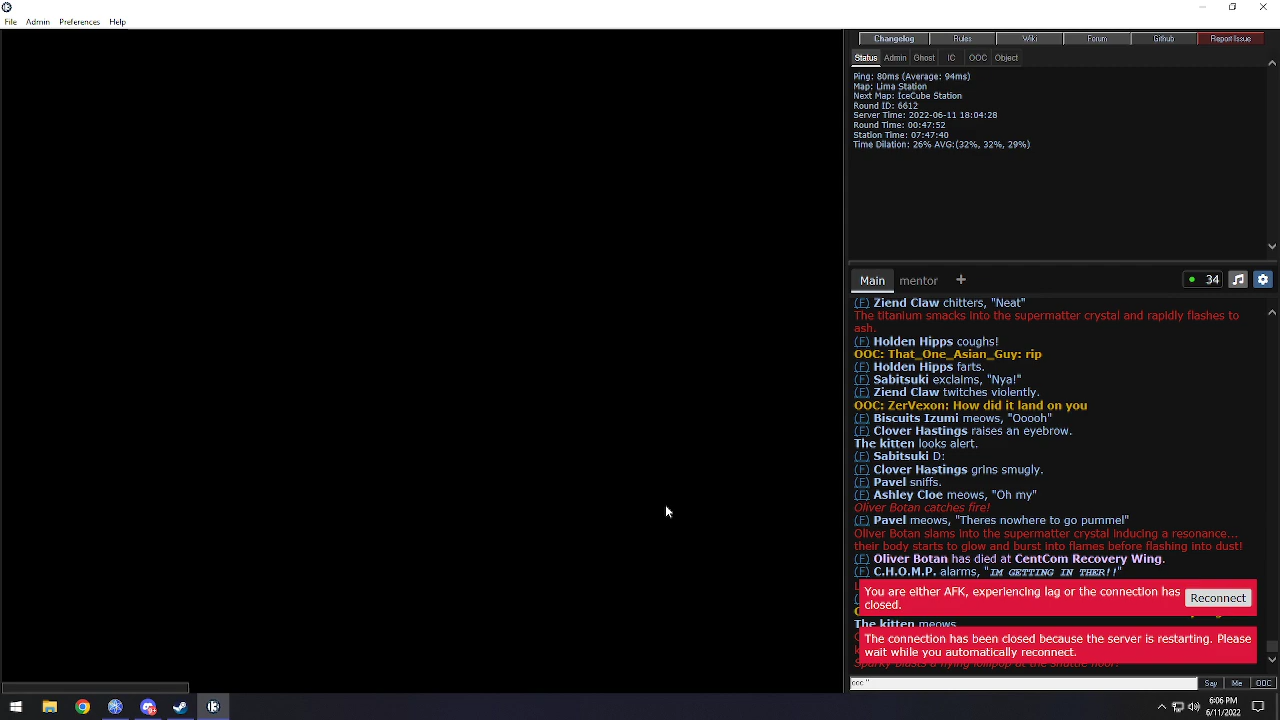 File Admin Preferences Help
Changelog Rules Wiki Forum Github Report Issue
Status Admin Ghost IC OOC Object
Ping: 80ms (Average: 94ms)
Map: Lima Station
Next Map: IceCube Station
Round ID: 6612
Server Time: 2022-06-11 18:04:28
Round Time: 00:47:52
Station Time: 07:47:40
Time Dilation: 26% AVG:(32%, 32%, 29%)
Main mentor + 34
(F) Ziend Claw chitters, "Neat"
The titanium smacks into the supermatter crystal and rapidly flashes to
ash.
(F) Holden Hipps coughs!
OOC: That_One_Asian_Guy: rip
(F) Holden Hipps farts.
(F) Sabitsuki exclaims, "Nya!"
(F) Ziend Claw twitches violently.
OOC: ZerVexon: How did it land on you
(F) Biscuits Izumi meows, "Ooooh"
(F) Clover Hastings raises an eyebrow.
The kitten looks alert.
(F) Sabitsuki D:
(F) Clover Hastings grins smugly.
(F) Pavel sniffs.
(F) Ashley Cloe meows, "Oh my"
Oliver Botan catches fire!
(F) Pavel meows, "Theres nowhere to go pummel"
Oliver Botan slams into the supermatter crystal inducing a resonance...
their body starts to glow and burst into flames before flashing into dust!
(F) Oliver Botan has died at CentCom Recovery Wing.
(F) C.H.O.M.P. alarms, "IM GETTING IN THER!!"
You are either AFK, experiencing lag or the connection has
closed.
Reconnect
The kitten meows.
The connection has been closed because the server is restarting. Please
wait while you automatically reconnect.
Sparky blasts a flying lollipop at the shuttle floor!
ccc " Say Me OOC
6:06 PM
6/11/2022